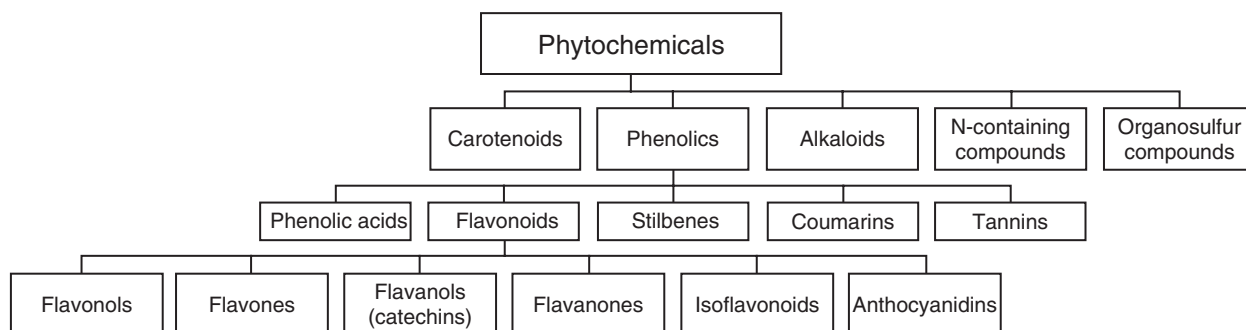 Phytochemicals
Carotenoids
Phenolics
Alkaloids
N-containing
compounds
Organosulfur
compounds
Phenolic acids
Flavonoids
Stilbenes
Coumarins
Tannins
Flavonols
Flavones
Flavanols
(catechins)
Flavanones
Isoflavonoids
Anthocyanidins